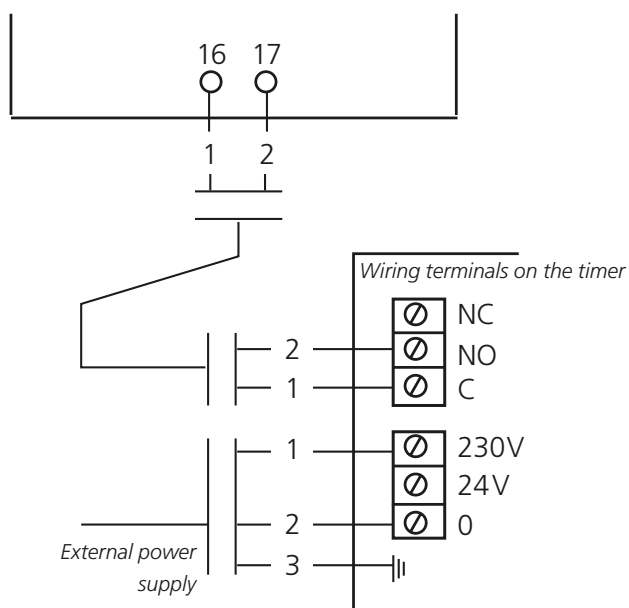 16 17
1 2
Wiring terminals on the timer
NC
2 NO
1 C
1 230V
24V
2 0
External power
supply
3